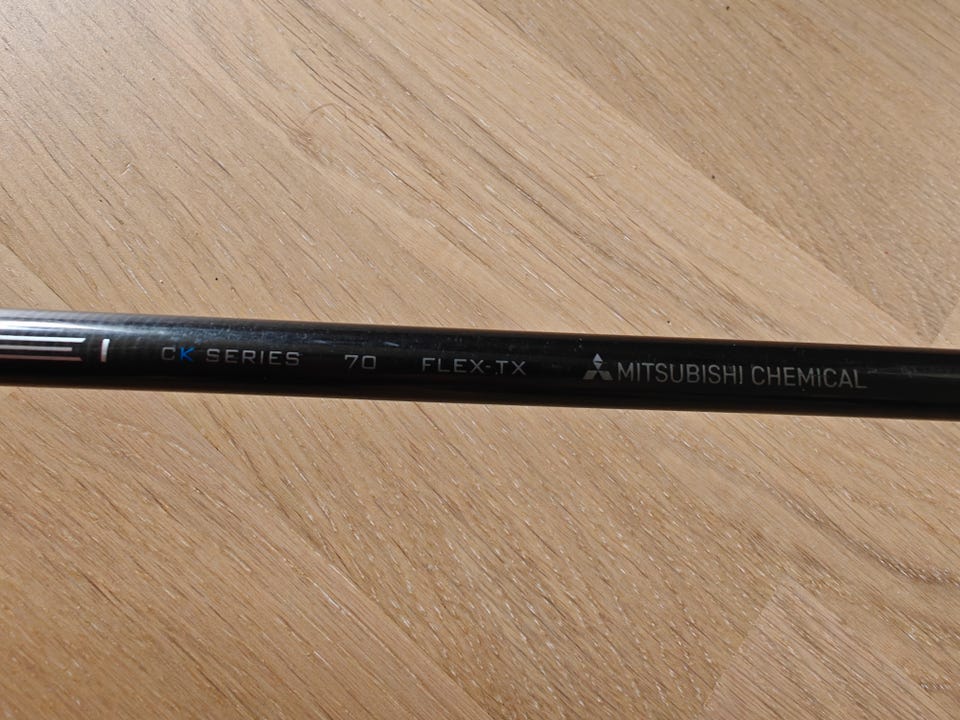 CK SERIES 70 FLEX-TX MITSUBISHI CHEMICAL